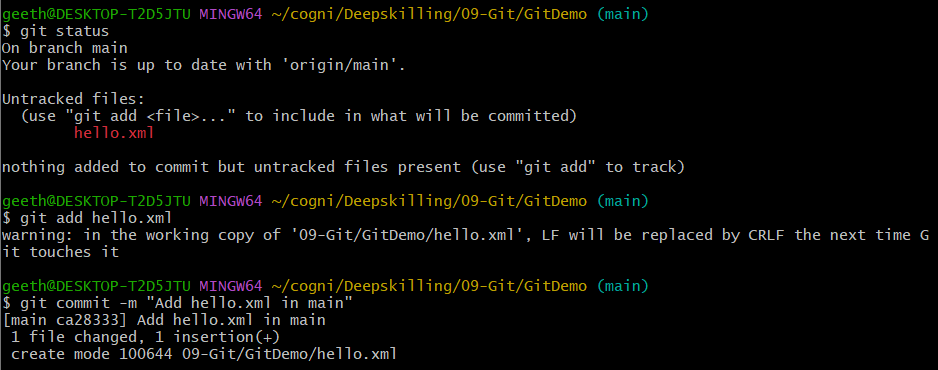 geeth@DESKTOP-T2D5JTU MINGW64 ~/cogni/Deepskilling/09-Git/GitDemo (main)
$ git status
On branch main
Your branch is up to date with 'origin/main'.
Untracked files:
  (use "git add <file>..." to include in what will be committed)
        hello.xml
nothing added to commit but untracked files present (use "git add" to track)
geeth@DESKTOP-T2D5JTU MINGW64 ~/cogni/Deepskilling/09-Git/GitDemo (main)
$ git add hello.xml
warning: in the working copy of '09-Git/GitDemo/hello.xml', LF will be replaced by CRLF the next time G
it touches it
geeth@DESKTOP-T2D5JTU MINGW64 ~/cogni/Deepskilling/09-Git/GitDemo (main)
$ git commit -m "Add hello.xml in main"
[main ca28333] Add hello.xml in main
 1 file changed, 1 insertion(+)
 create mode 100644 09-Git/GitDemo/hello.xml